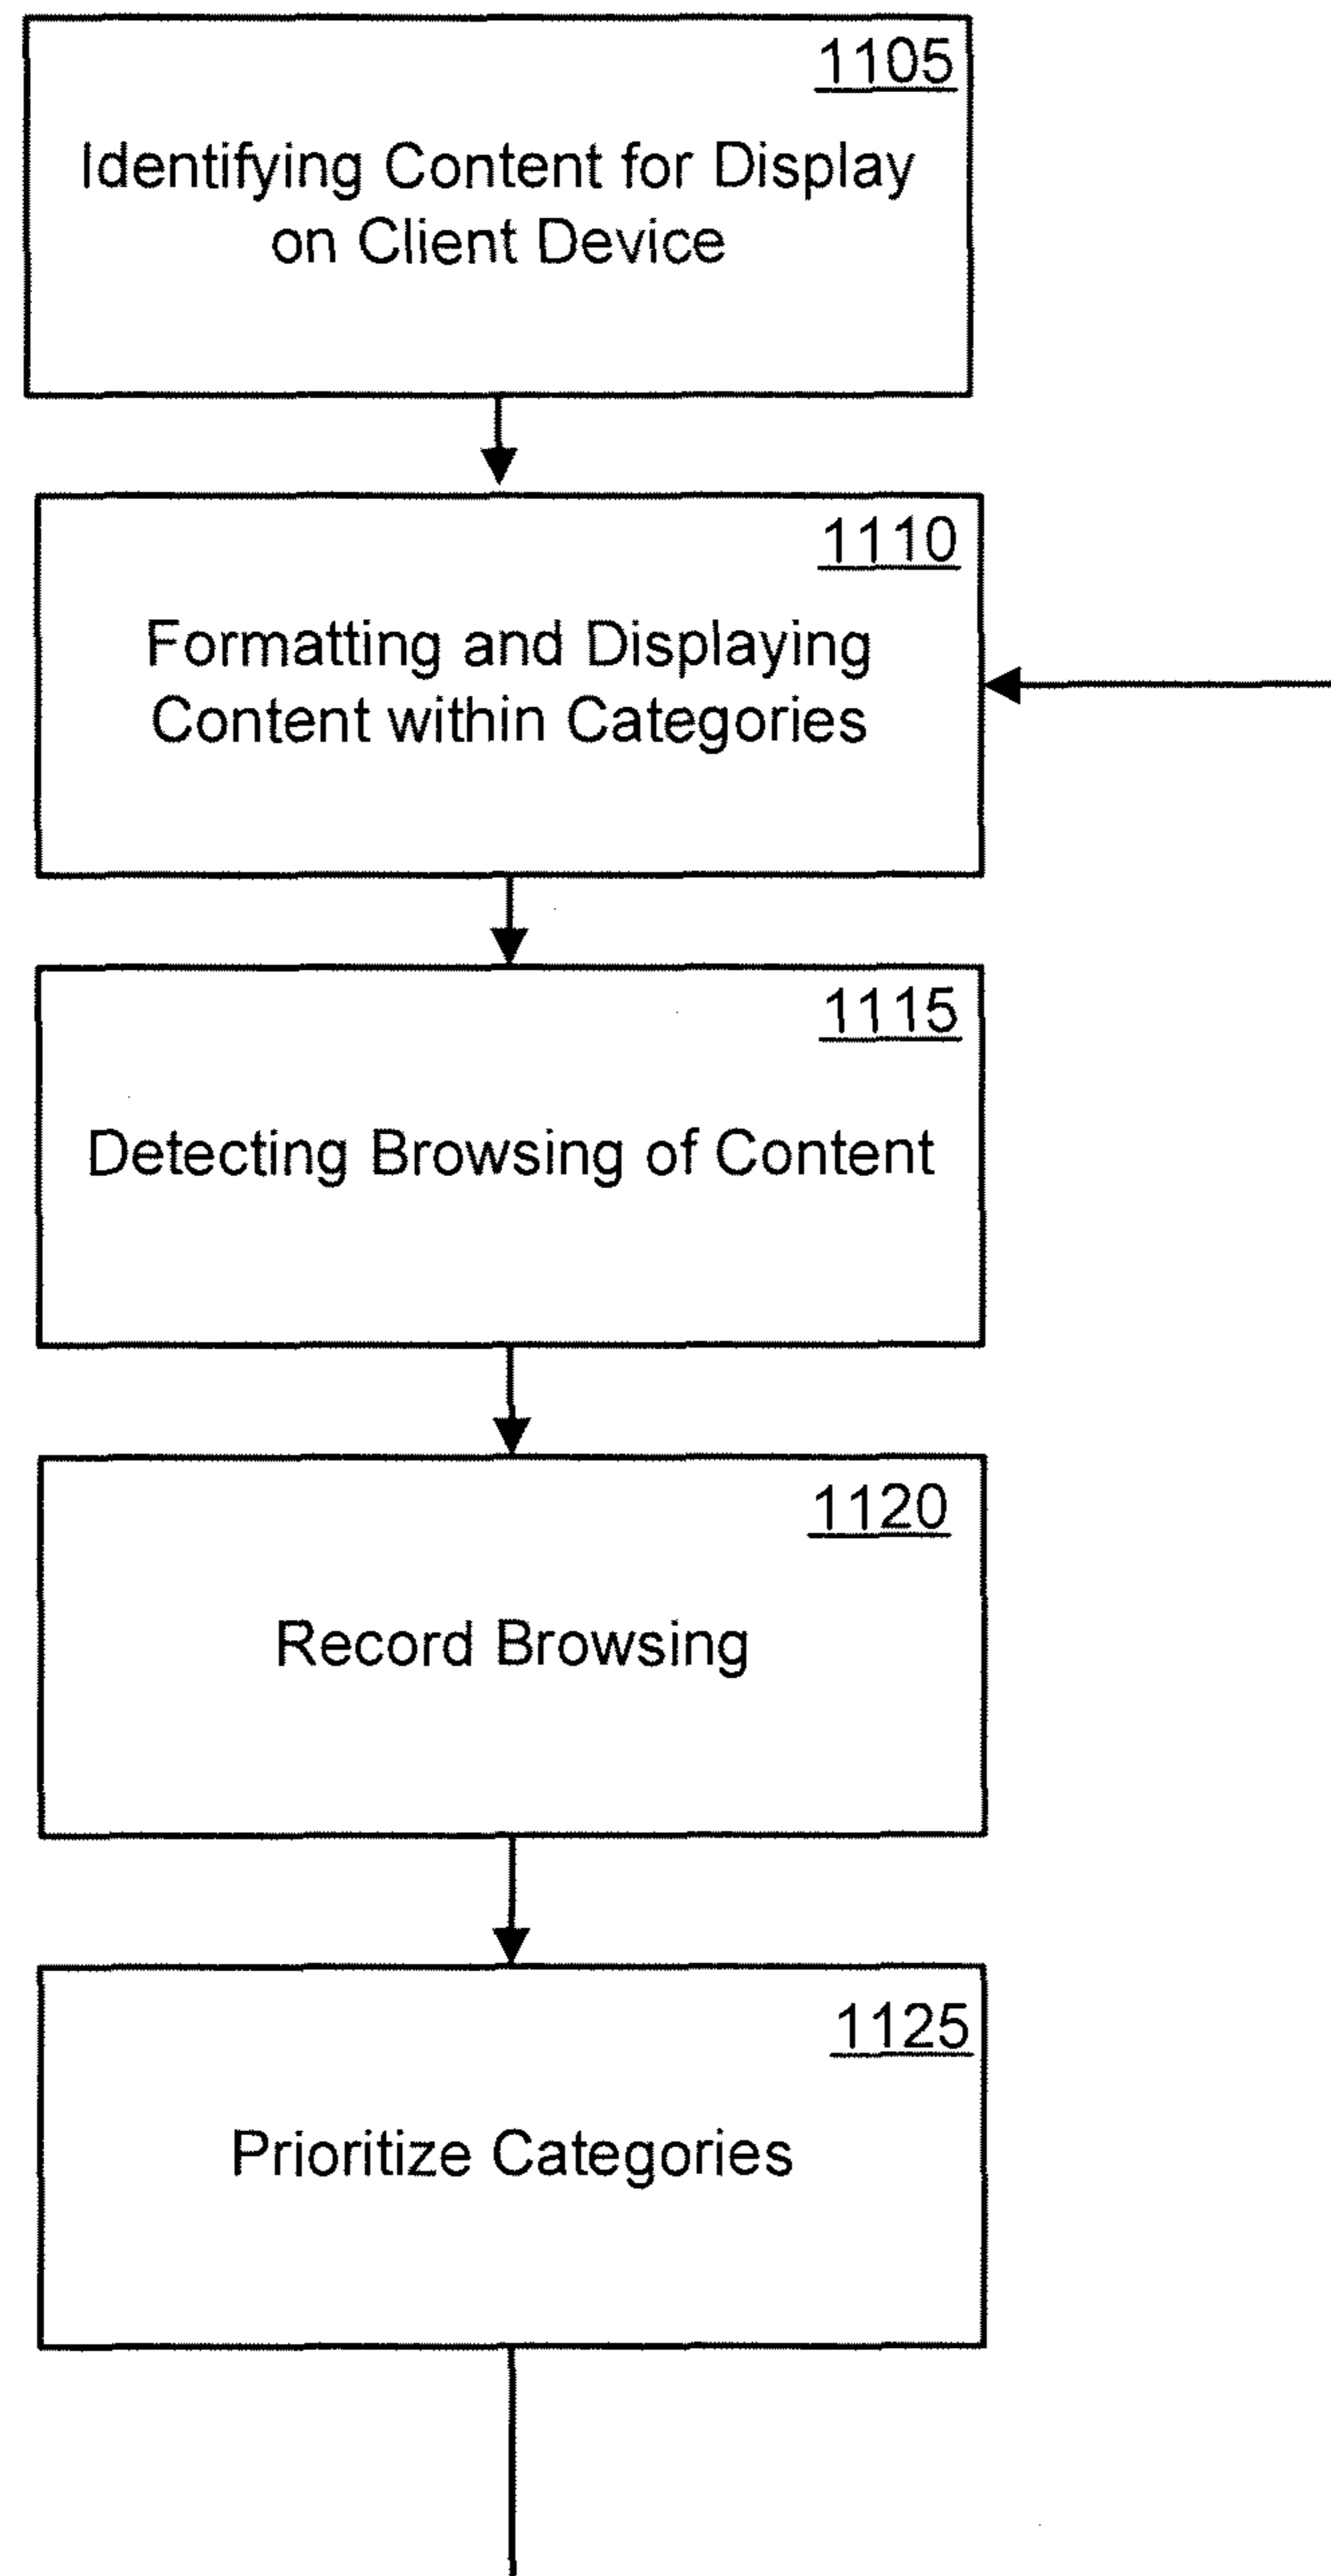 1105
Identifying Content for Display
on Client Device
1110
Formatting and Displaying
Content within Categories
1115
Detecting Browsing of Content
1120
Record Browsing
1125
Prioritize Categories